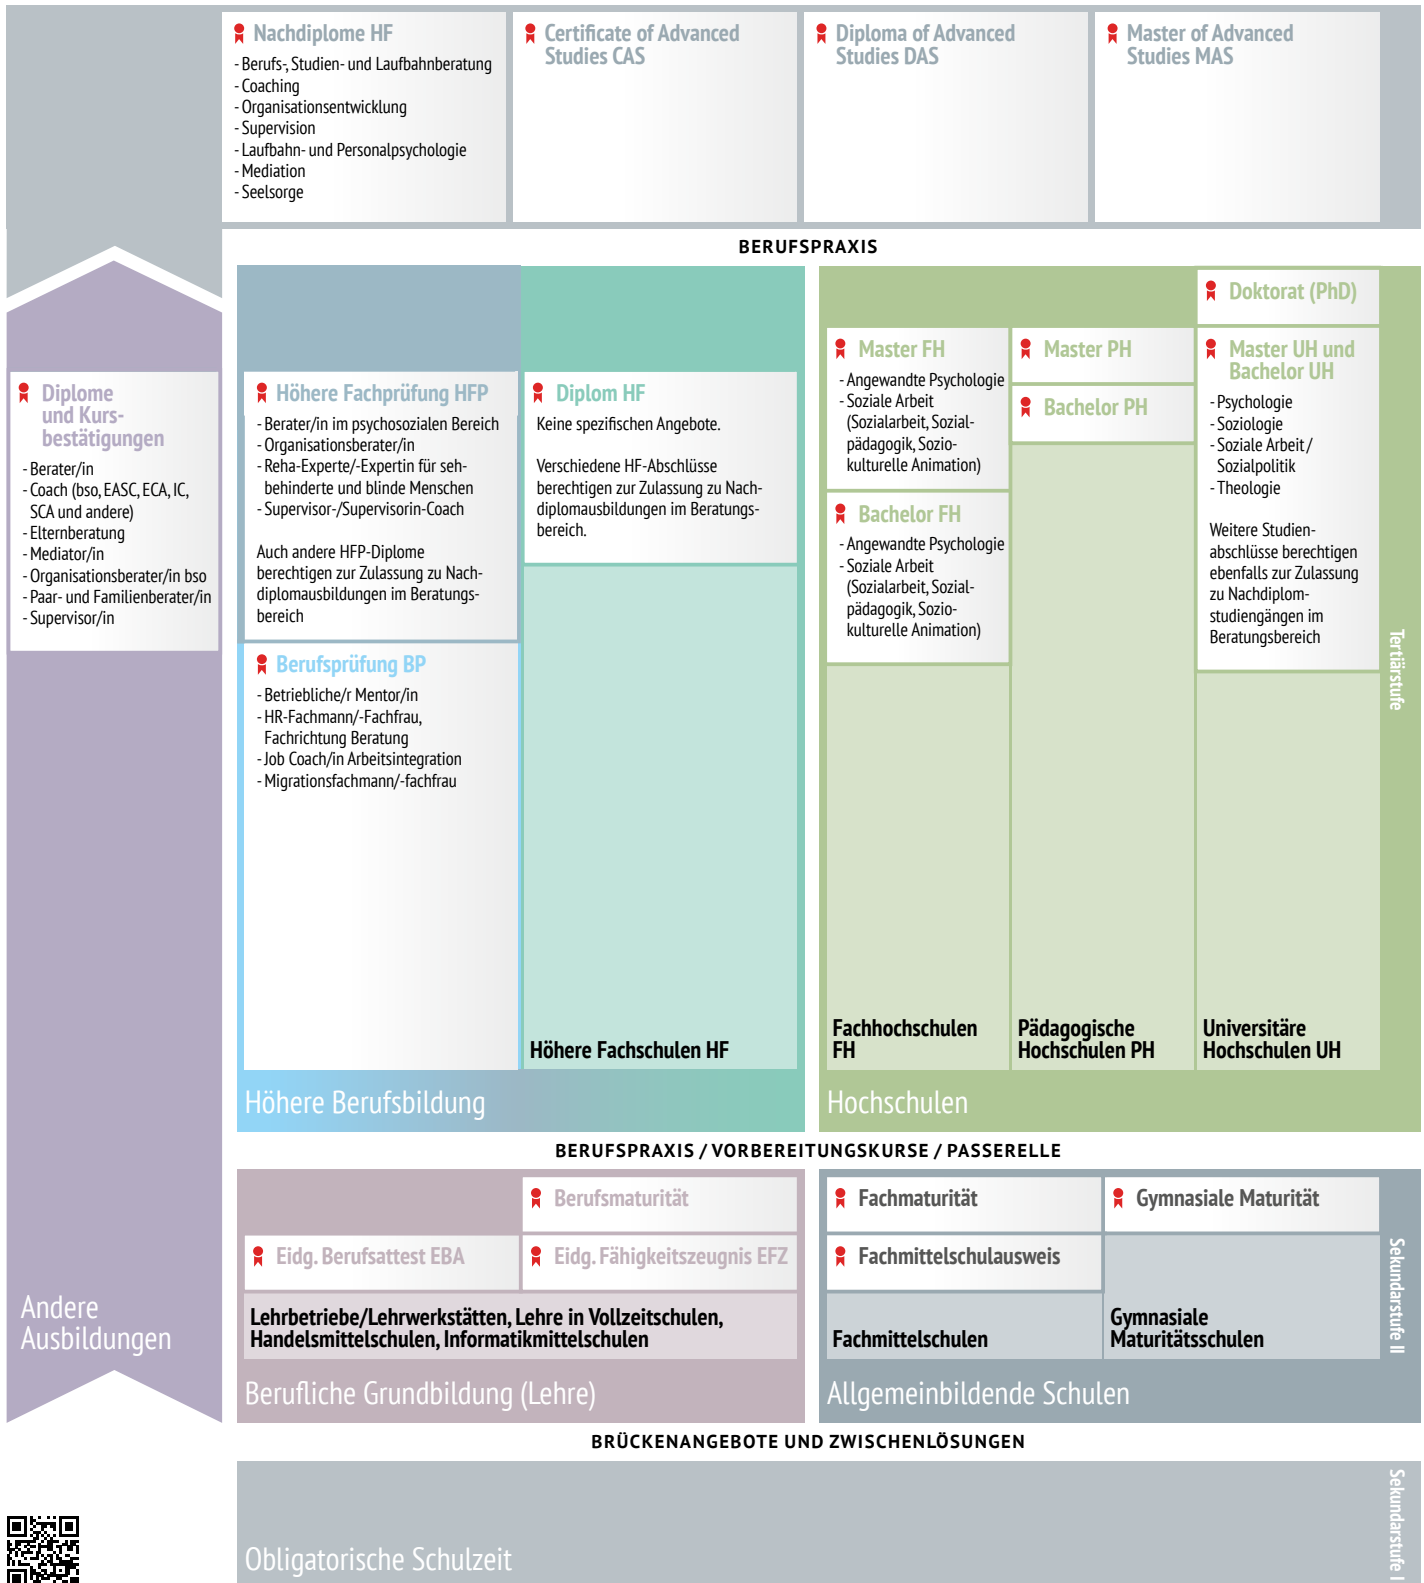 Nachdiplome HF
- Berufs-, Studien- und Laufbahnberatung
- Coaching
- Organisationsentwicklung
- Supervision
- Laufbahn- und Personalpsychologie
- Mediation
- Seelsorge
Certificate of Advanced
Studies CAS
Diploma of Advanced
Studies DAS
Master of Advanced
Studies MAS
BERUFSPRAXIS
Diplome
und Kurs-
bestätigungen
- Berater/in
- Coach (bso, EASC, ECA, IC,
SCA und andere)
- Elternberatung
- Mediator/in
- Organisationsberater/in bso
- Paar- und Familienberater/in
- Supervisor/in
Andere
Ausbildungen
Höhere Fachprüfung HFP
- Berater/in im psychosozialen Bereich
- Organisationsberater/in
- Reha-Experte/-Expertin für seh-
behinderte und blinde Menschen
- Supervisor-/Supervisorin-Coach
Auch andere HFP-Diplome
berechtigen zur Zulassung zu Nach-
diplomausbildungen im Beratungs-
bereich
Berufsprüfung BP
- Betriebliche/r Mentor/in
- HR-Fachmann/-Fachfrau,
Fachrichtung Beratung
- Job Coach/in Arbeitsintegration
- Migrationsfachmann/-fachfrau
Diplom HF
Keine spezifischen Angebote.
Verschiedene HF-Abschlüsse
berechtigen zur Zulassung zu Nach-
diplomausbildungen im Beratungs-
bereich.
Höhere Fachschulen HF
Höhere Berufsbildung
Master FH
- Angewandte Psychologie
- Soziale Arbeit
(Sozialarbeit, Sozial-
pädagogik, Sozio-
kulturelle Animation)
Bachelor FH
- Angewandte Psychologie
- Soziale Arbeit
(Sozialarbeit, Sozial-
pädagogik, Sozio-
kulturelle Animation)
Fachhochschulen
FH
Master PH
Bachelor PH
Pädagogische
Hochschulen PH
Doktorat (PhD)
Master UH und
Bachelor UH
- Psychologie
- Soziologie
- Soziale Arbeit /
Sozialpolitik
- Theologie
Weitere Studien-
abschlüsse berechtigen
ebenfalls zur Zulassung
zu Nachdiplom-
studiengängen im
Beratungsbereich
Universitäre
Hochschulen UH
Hochschulen
Tertiärstufe
BERUFSPRAXIS / VORBEREITUNGSKURSE / PASSERELLE
Berufsmaturität
Eidg. Berufsattest EBA
Eidg. Fähigkeitszeugnis EFZ
Lehrbetriebe/Lehrwerkstätten, Lehre in Vollzeitschulen,
Handelsmittelschulen, Informatikmittelschulen
Berufliche Grundbildung (Lehre)
Fachmaturität
Gymnasiale Maturität
Fachmittelschulausweis
Fachmittelschulen
Gymnasiale
Maturitätsschulen
Allgemeinbildende Schulen
Sekundarstufe II
BRÜCKENANGEBOTE UND ZWISCHENLÖSUNGEN
Obligatorische Schulzeit
Sekundarstufe I